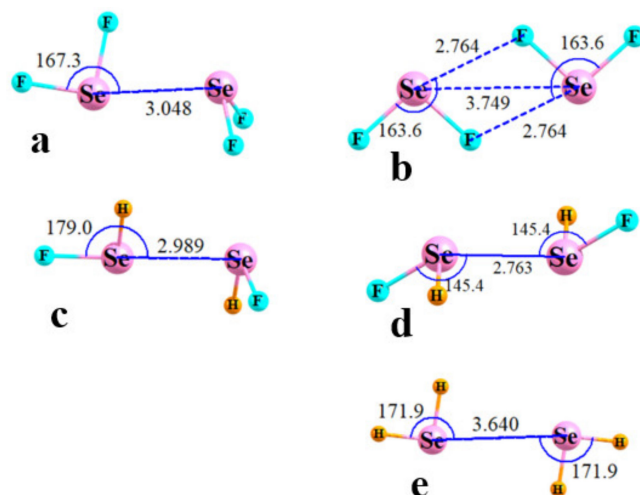 F
167.3
F
Se
Se
3.048
F
F
a
F
F
2.764
163.6
Se
Se
3.749
163.6
F
F
2.764
b
H
179.0
2.989
F
Se
Se
H
F
c
H
F
145.4
Se
Se
2.763
F
H
145.4
d
H
171.9
3.640
H
Se
Se
H
171.9
H
e